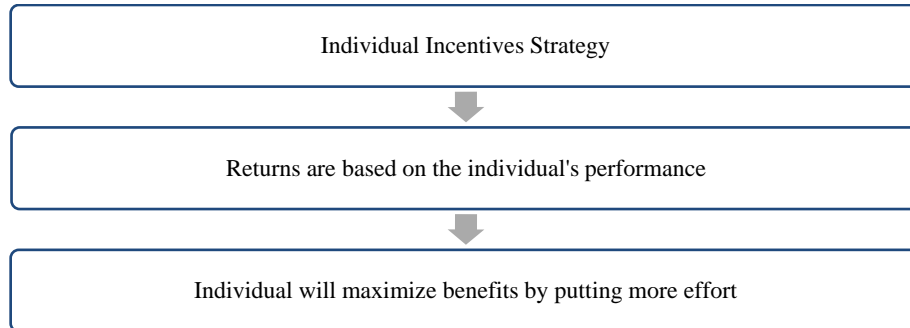 Individual Incentives Strategy
Returns are based on the individual's performance
Individual will maximize benefits by putting more effort